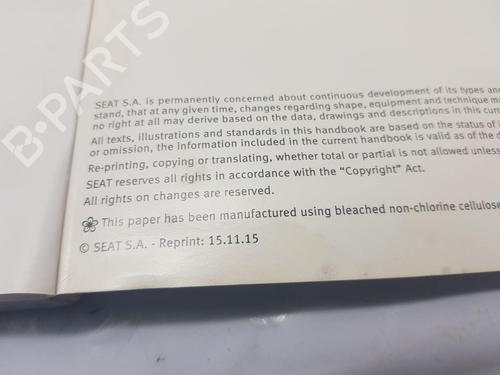 B-PARTS
SEAT S.A. is permanently concerned about continuous development of its types and
stand, that at any given time, changes regarding shape, equipment and technique
no right at all may derive based on the data, drawings and descriptions in this
All texts, illustrations and standards in this handbook are based on the status of
or omission, the information included in the current handbook is valid as of the
Re-printing, copying or translating, whether total or partial is not allowed unless
SEAT reserves all rights in accordance with the “Copyright” Act.
All rights on changes are reserved.
This paper has been manufactured using bleached non-chlorine cellulose
© SEAT S.A. - Reprint: 15.11.15